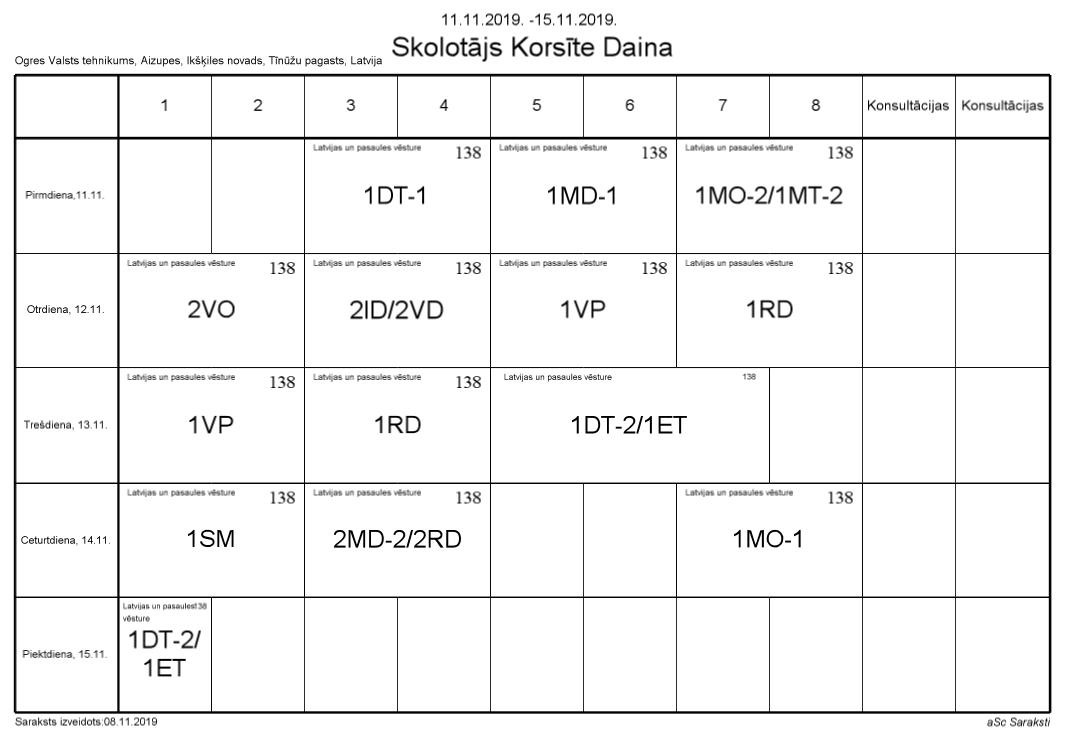 11.11.2019. -15.11.2019.
Skolotājs Korsīte Daina
Ogres Valsts tehnikums, Aizupes, Ikšķiles novads, Tīnūžu pagasts, Latvija
1 2 3 4 5 6 7 8 Konsultācijas Konsultācijas
Latvijas un pasaules vēsture 138 Latvijas un pasaules vēsture 138 Latvijas un pasaules vēsture 138
Pirmdiena,11.11. 1DT-1 1MD-1 1MO-2/1MT-2
Latvijas un pasaules vēsture 138 Latvijas un pasaules vēsture 138 Latvijas un pasaules vēsture 138 Latvijas un pasaules vēsture 138
Otrdiena, 12.11. 2VO 2ID/2VD 1VP 1RD
Latvijas un pasaules vēsture 138 Latvijas un pasaules vēsture 138 Latvijas un pasaules vēsture 138
Trešdiena, 13.11. 1VP 1RD 1DT-2/1ET
Latvijas un pasaules vēsture 138 Latvijas un pasaules vēsture 138 Latvijas un pasaules vēsture 138
Ceturtdiena, 14.11. 1SM 2MD-2/2RD 1MO-1
Latvijas un pasaules 138
vēsture
Piektdiena, 15.11. 1DT-2/
1ET
Saraksts izveidots:08.11.2019 aSc Saraksti